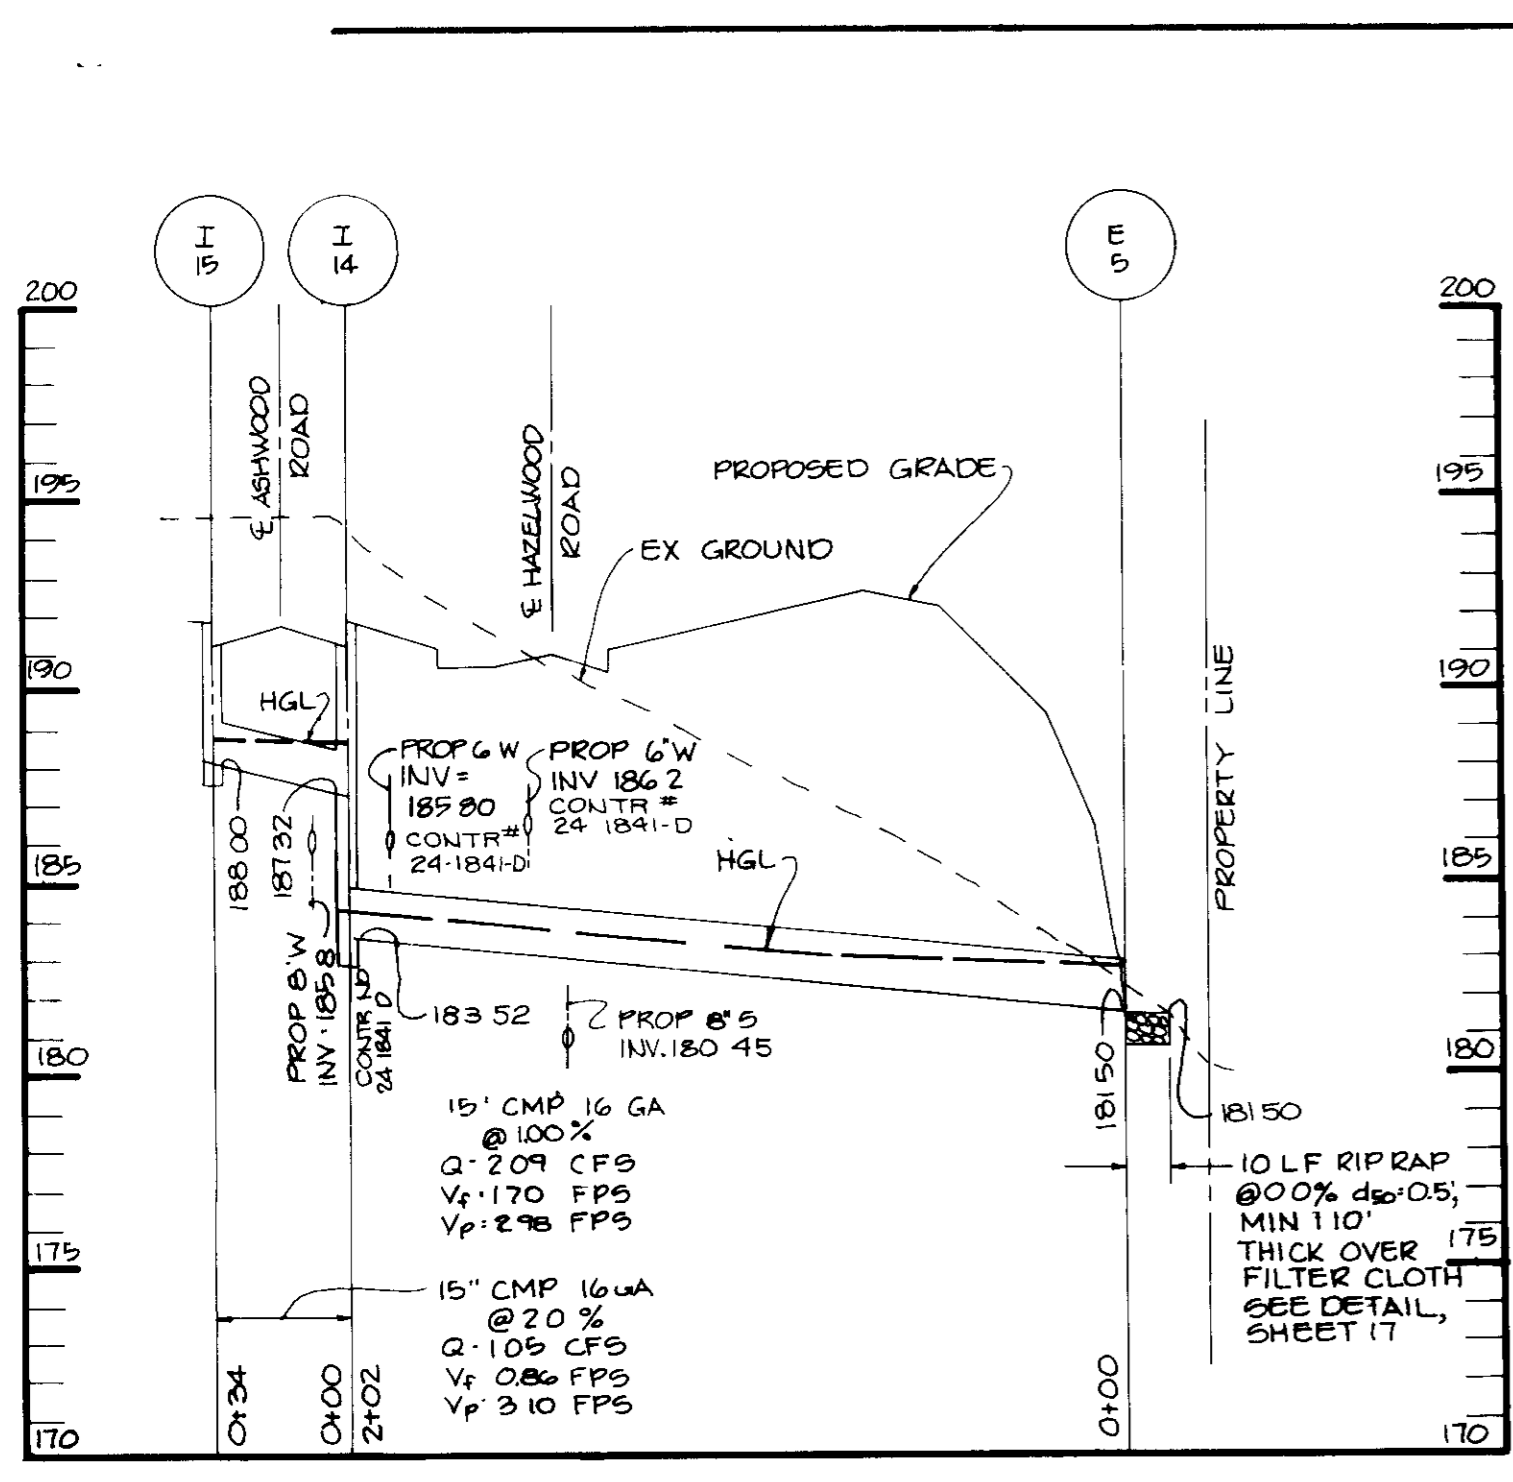 I
15
I
14
E
5
200
200
195
195
190
190
185
185
180
180
175
175
170
170
℄ ASHWOOD
ROAD
℄ HAZELWOOD
ROAD
PROPOSED GRADE
EX GROUND
HGL
PROP 6 W
INV =
185 80
CONTR#
24-1841-D
PROP 6"W
INV 186 2
CONTR #
24 1841-D
HGL
PROPERTY LINE
188 00
187 32
PROP 8'W
INV · 185 8
CONTR NO
24 1841 D
183 52
PROP 8" S
INV. 180 45
181 50
181 50
15' CMP 16 GA
@ 1.00 %
Q - 2 09 CFS
Vf · 1 70 FPS
Vp = 2 98 FPS
15" CMP 16 GA
@ 2 0 %
Q - 1 05 CFS
Vf 0.86 FPS
Vp · 3 10 FPS
10 LF RIP RAP
@ 0 0% d50=0.5',
MIN 1 10'
THICK OVER
FILTER CLOTH
SEE DETAIL,
SHEET 17
0+34
0+00
2+02
0+00